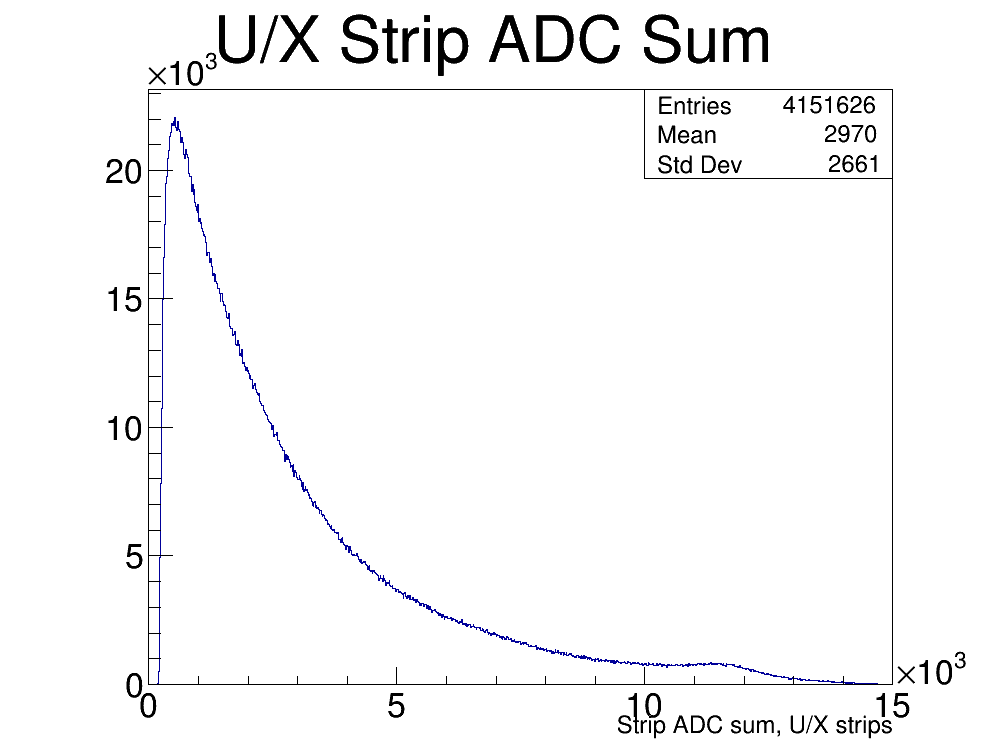 U/X Strip ADC Sum
×10³
Entries 4151626
Mean 2970
Std Dev 2661
20
15
10
5
0
0 5 10 15
×10³
Strip ADC sum, U/X strips